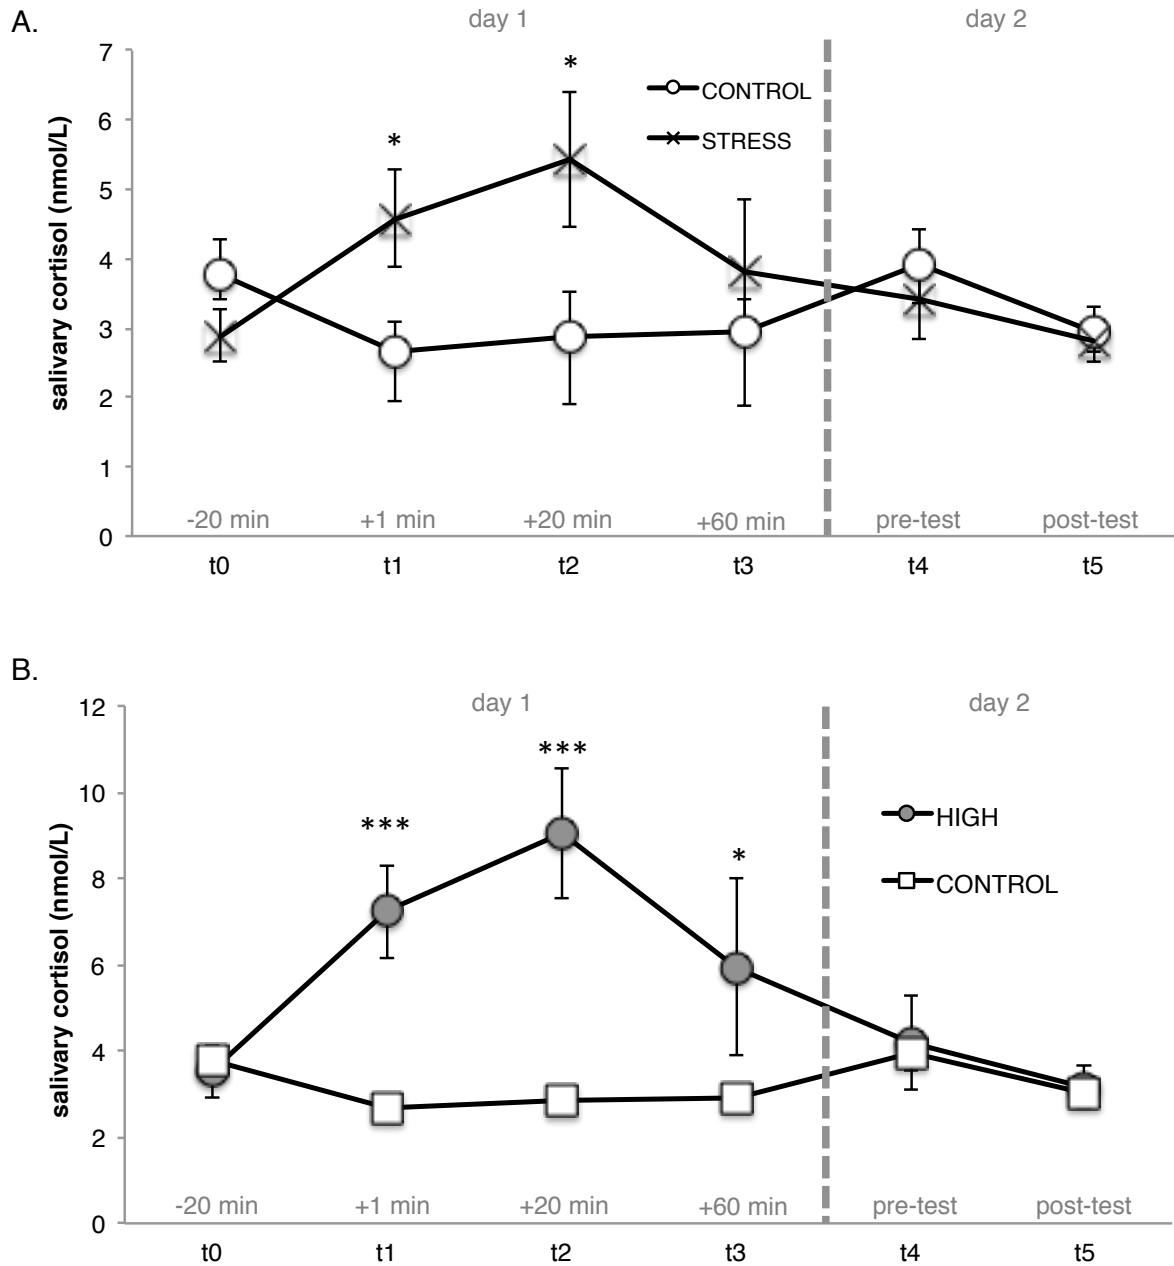 A.
day 1
day 2
7
6
5
4
3
2
1
0
salivary cortisol (nmol/L)
*
*
CONTROL
STRESS
-20 min
+1 min
+20 min
+60 min
pre-test
post-test
t0
t1
t2
t3
t4
t5
B.
day 1
day 2
12
10
8
6
4
2
0
salivary cortisol (nmol/L)
***
***
*
HIGH
CONTROL
-20 min
+1 min
+20 min
+60 min
pre-test
post-test
t0
t1
t2
t3
t4
t5